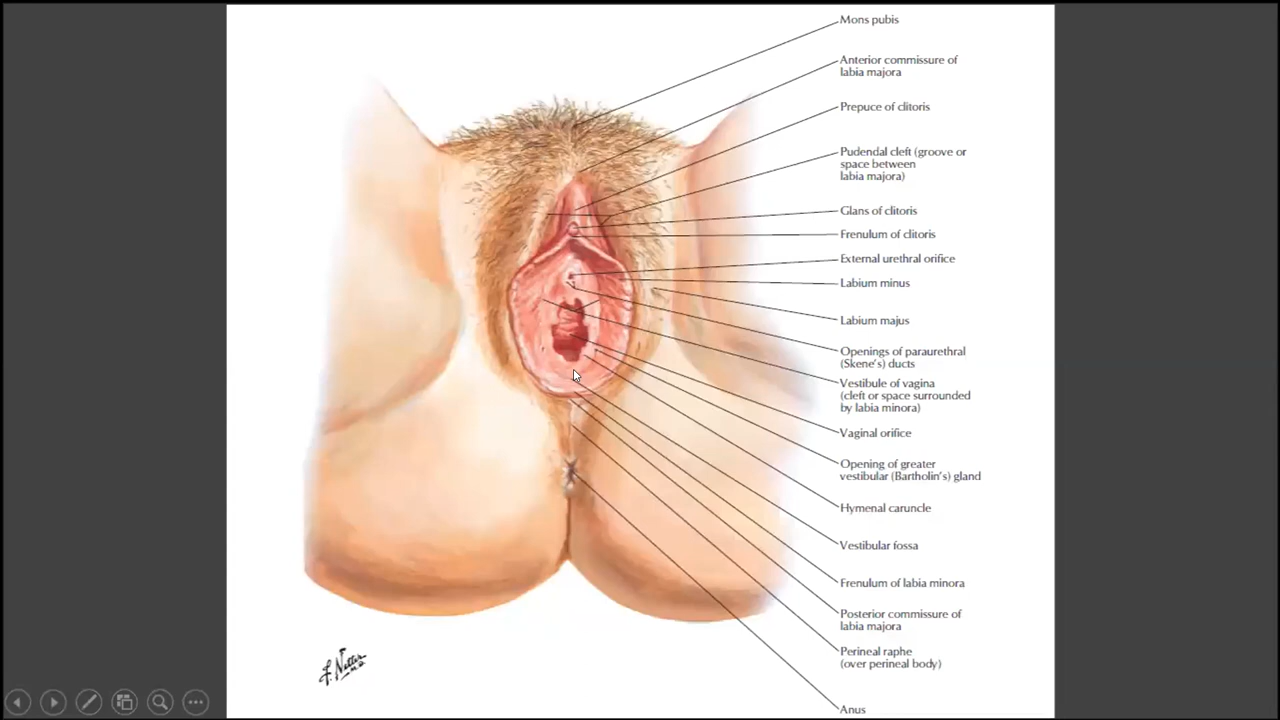 Mons pubis
Anterior commissure of
labia majora
Prepuce of clitoris
Pudendal cleft (groove or
space between
labia majora)
Glans of clitoris
Frenulum of clitoris
External urethral orifice
Labium minus
Labium majus
Openings of paraurethral
(Skene's) ducts
Vestibule of vagina
(cleft or space surrounded
by labia minora)
Vaginal orifice
Opening of greater
vestibular (Bartholin's) gland
Hymenal caruncle
Vestibular fossa
Frenulum of labia minora
Posterior commissure of
labia majora
Perineal raphe
(over perineal body)
Anus
F. Netter
M.D.